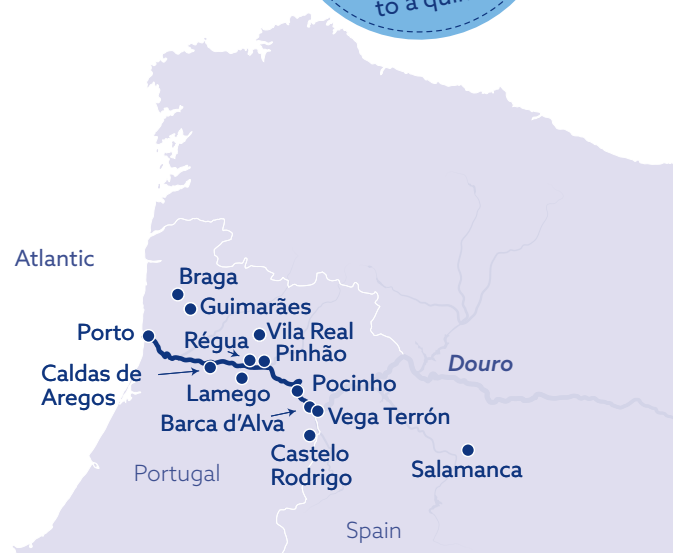 to a
Atlantic
Braga
Guimarães
Porto
Vila Real
Régua
Pinhão
Caldas de
Aregos
Douro
Pocinho
Lamego
Barca d'Alva
Vega Terrón
Castelo
Rodrigo
Salamanca
Portugal
Spain